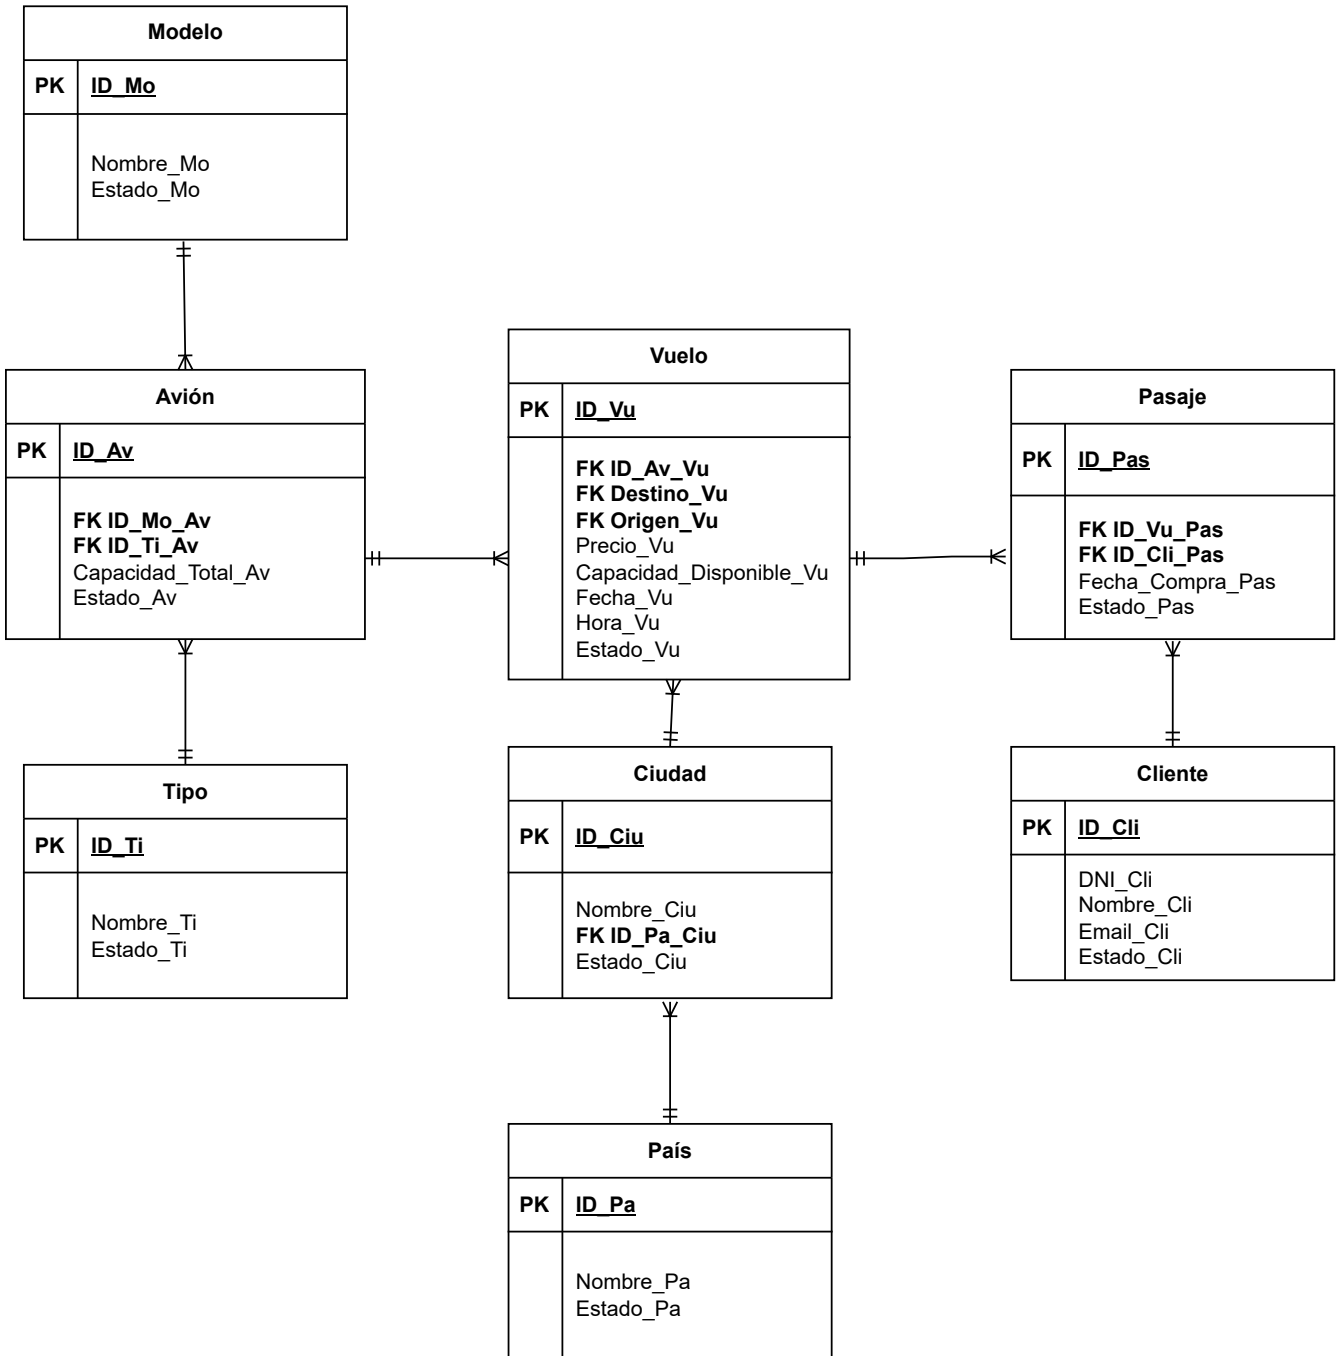 Modelo
PK ID_Mo
Nombre_Mo
Estado_Mo
Avión
PK ID_Av
FK ID_Mo_Av
FK ID_Ti_Av
Capacidad_Total_Av
Estado_Av
Vuelo
PK ID_Vu
FK ID_Av_Vu
FK Destino_Vu
FK Origen_Vu
Precio_Vu
Capacidad_Disponible_Vu
Fecha_Vu
Hora_Vu
Estado_Vu
Pasaje
PK ID_Pas
FK ID_Vu_Pas
FK ID_Cli_Pas
Fecha_Compra_Pas
Estado_Pas
Tipo
PK ID_Ti
Nombre_Ti
Estado_Ti
Ciudad
PK ID_Ciu
Nombre_Ciu
FK ID_Pa_Ciu
Estado_Ciu
Cliente
PK ID_Cli
DNI_Cli
Nombre_Cli
Email_Cli
Estado_Cli
País
PK ID_Pa
Nombre_Pa
Estado_Pa